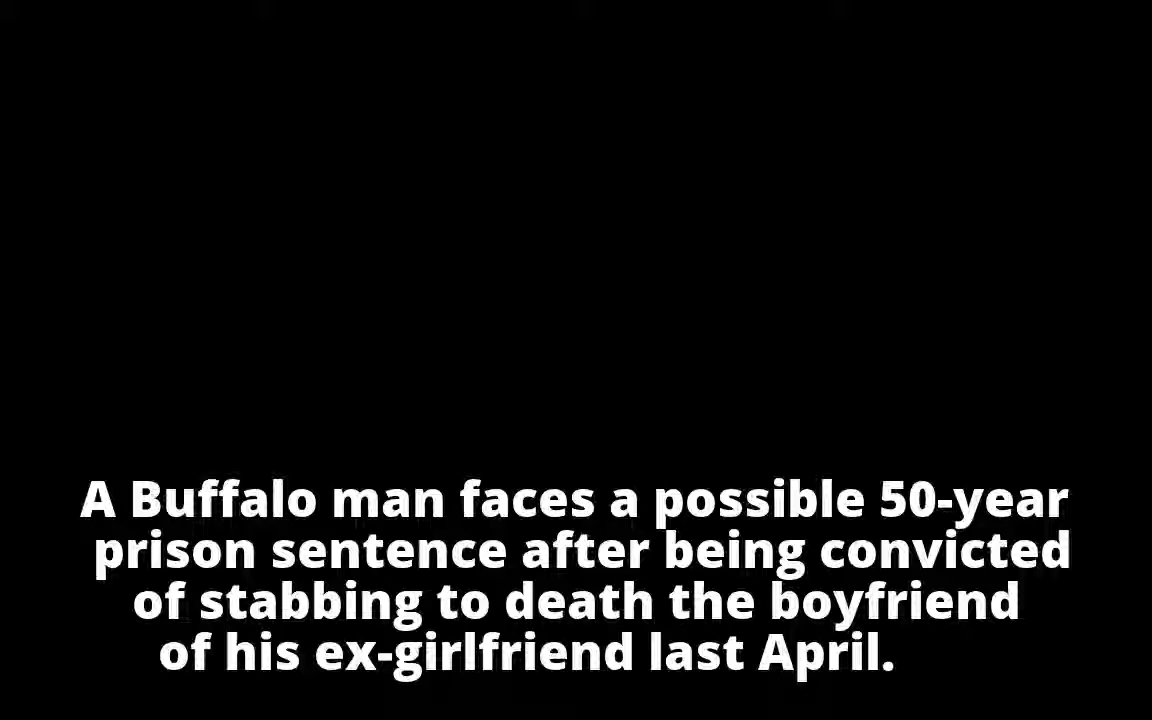 A Buffalo man faces a possible 50-year
prison sentence after being convicted
of stabbing to death the boyfriend
of his ex-girlfriend last April.